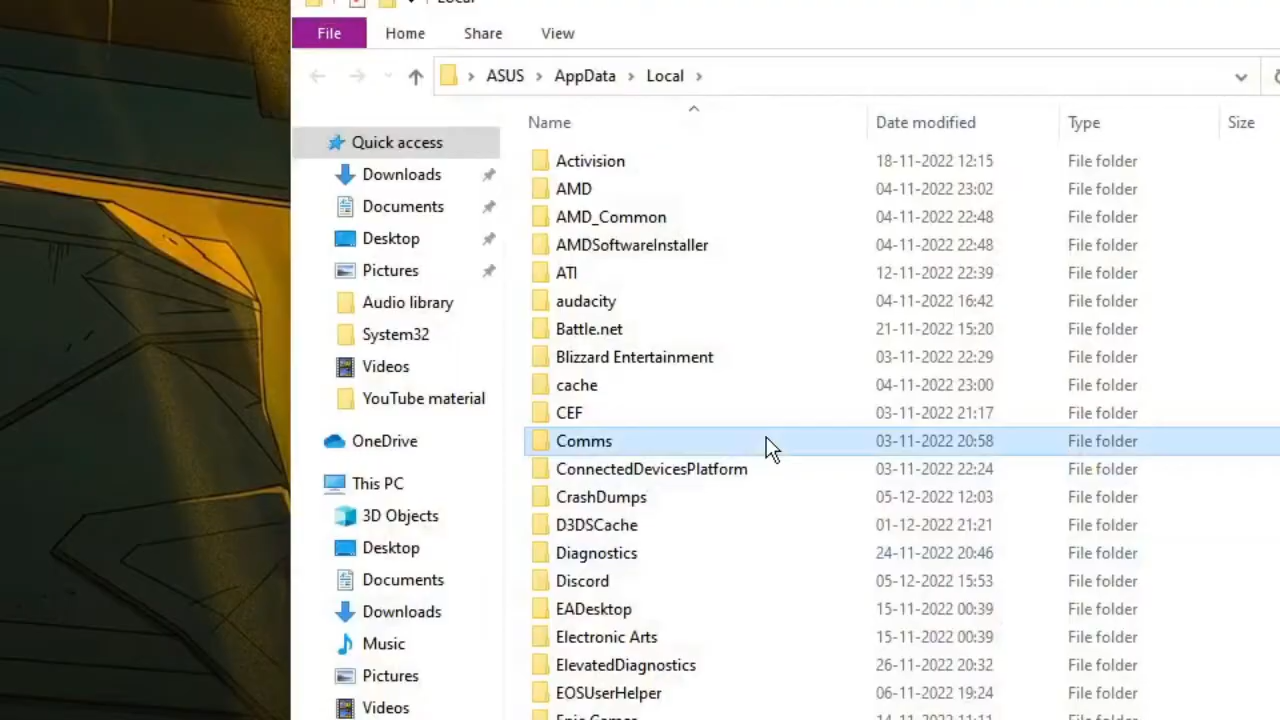 Local
File Home Share View
ASUS AppData Local
Name Date modified Type Size
Quick access
Downloads
Documents
Desktop
Pictures
Audio library
System32
Videos
YouTube material
OneDrive
This PC
3D Objects
Desktop
Documents
Downloads
Music
Pictures
Videos
Activision 18-11-2022 12:15 File folder
AMD 04-11-2022 23:02 File folder
AMD_Common 04-11-2022 22:48 File folder
AMDSoftwareInstaller 04-11-2022 22:48 File folder
ATI 12-11-2022 22:39 File folder
audacity 04-11-2022 16:42 File folder
Battle.net 21-11-2022 15:20 File folder
Blizzard Entertainment 03-11-2022 22:29 File folder
cache 04-11-2022 23:00 File folder
CEF 03-11-2022 21:17 File folder
Comms 03-11-2022 20:58 File folder
ConnectedDevicesPlatform 03-11-2022 22:24 File folder
CrashDumps 05-12-2022 12:03 File folder
D3DSCache 01-12-2022 21:21 File folder
Diagnostics 24-11-2022 20:46 File folder
Discord 05-12-2022 15:53 File folder
EADesktop 15-11-2022 00:39 File folder
Electronic Arts 15-11-2022 00:39 File folder
ElevatedDiagnostics 26-11-2022 20:32 File folder
EOSUserHelper 06-11-2022 19:24 File folder
Epic Games 14-11-2022 11:11 File folder